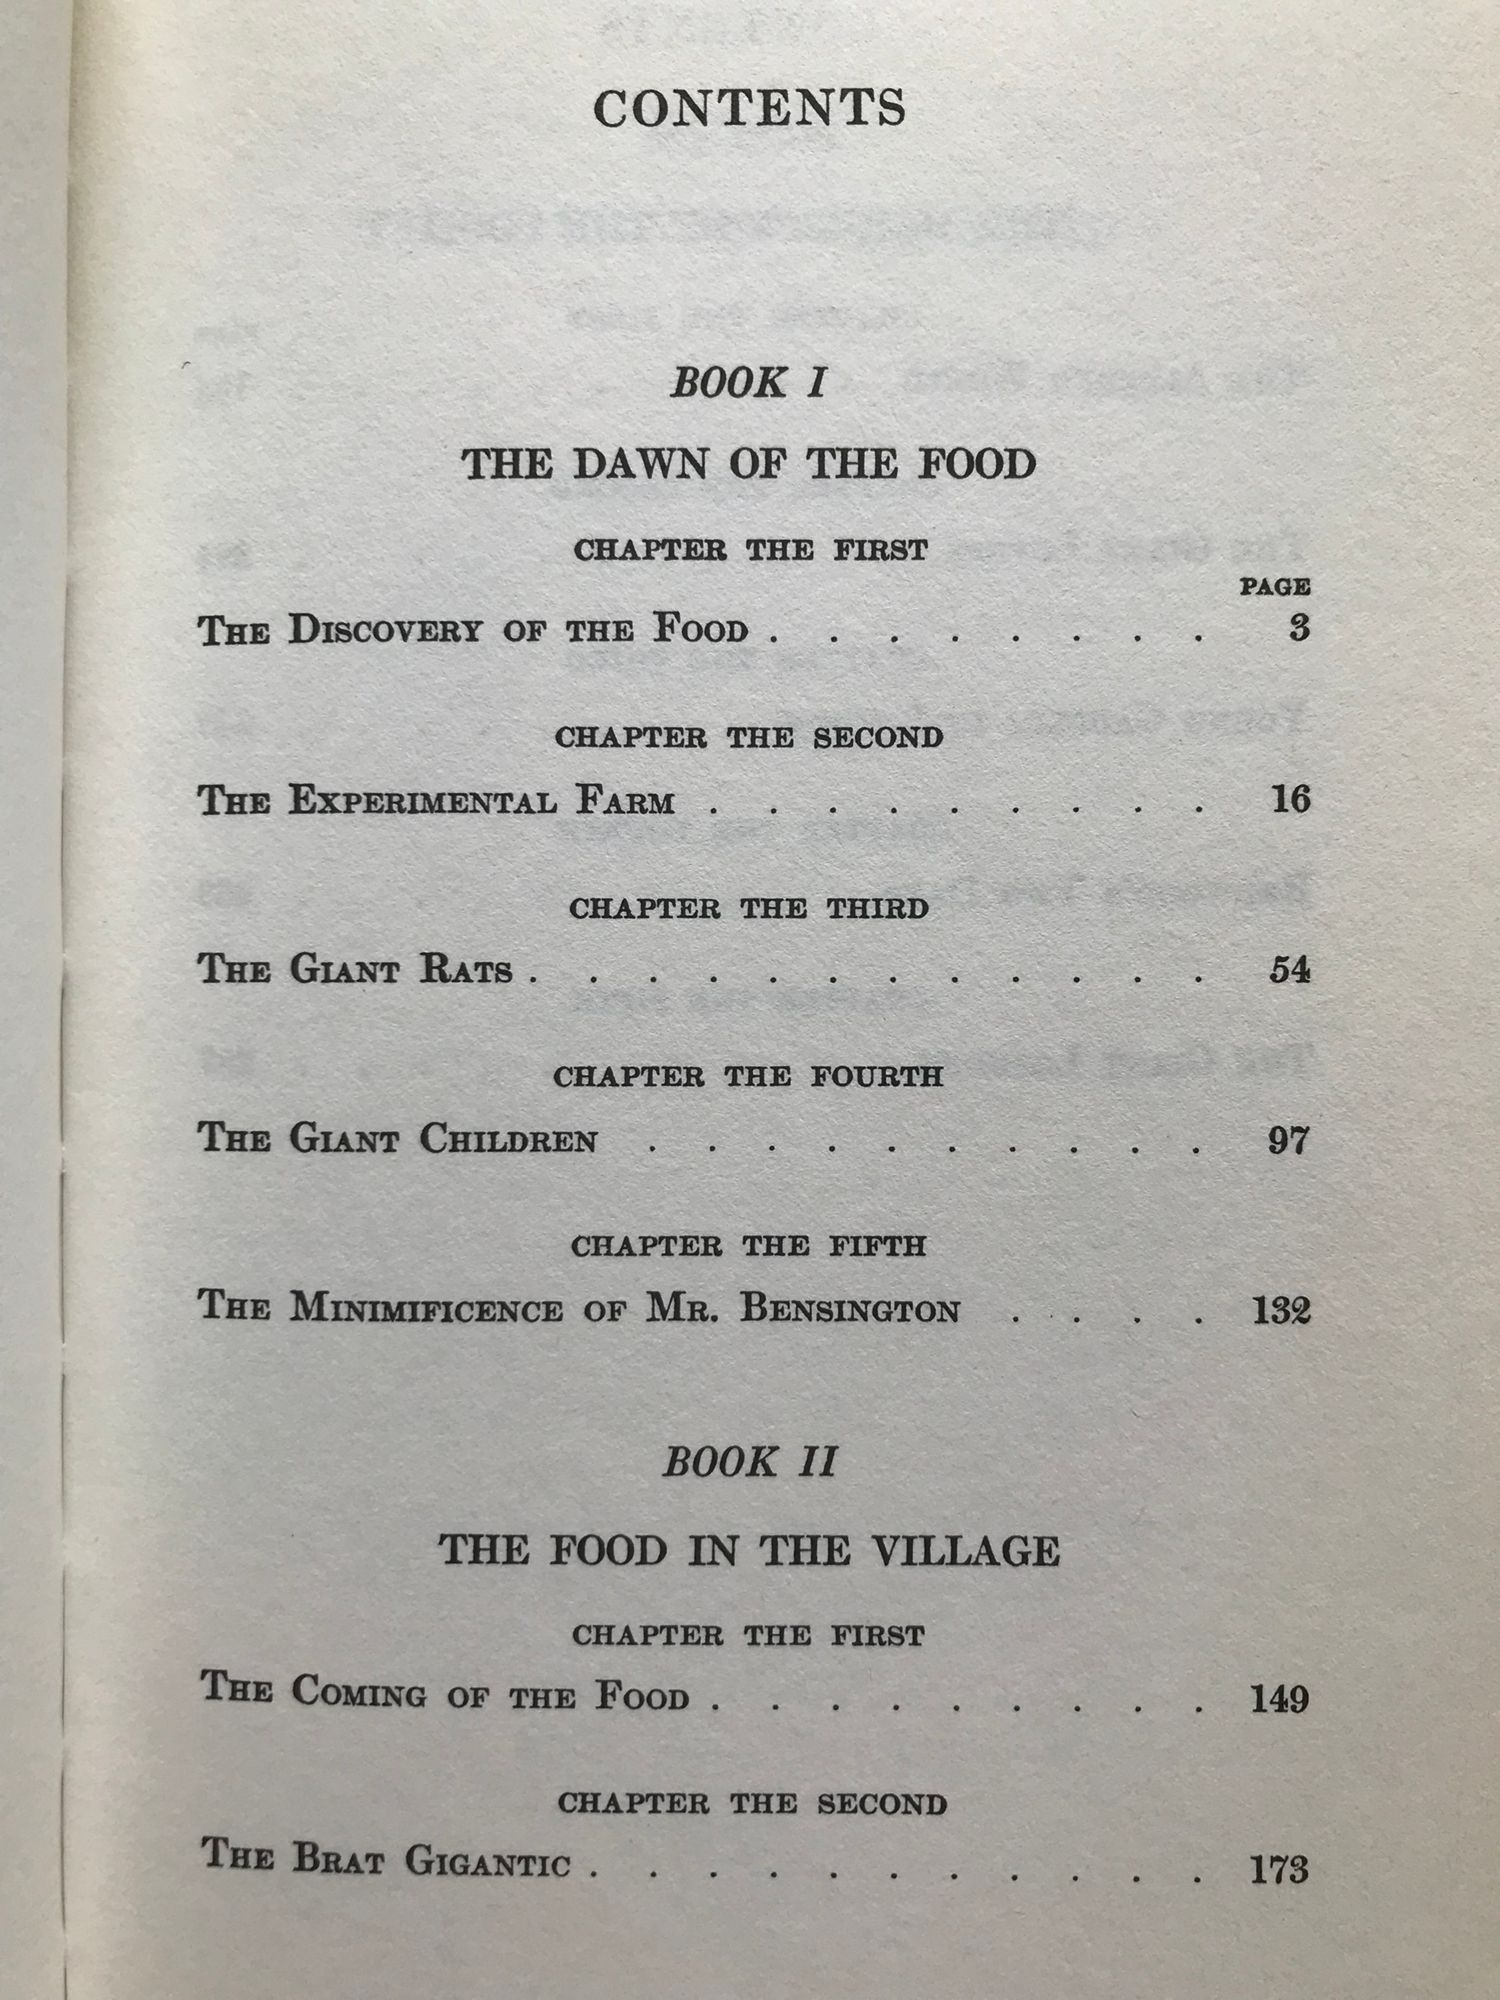 CONTENTS
BOOK I
THE DAWN OF THE FOOD
CHAPTER THE FIRST
PAGE
THE DISCOVERY OF THE FOOD . . . . . . . . 3
CHAPTER THE SECOND
THE EXPERIMENTAL FARM . . . . . . . . . 16
CHAPTER THE THIRD
THE GIANT RATS . . . . . . . . . . . . 54
CHAPTER THE FOURTH
THE GIANT CHILDREN . . . . . . . . . . 97
CHAPTER THE FIFTH
THE MINIMIFICENCE OF MR. BENSINGTON . . . . 132
BOOK II
THE FOOD IN THE VILLAGE
CHAPTER THE FIRST
THE COMING OF THE FOOD . . . . . . . . . 149
CHAPTER THE SECOND
THE BRAT GIGANTIC . . . . . . . . . . . 173